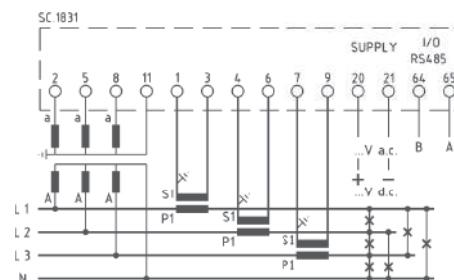 SC.1831
SUPPLY I/O
RS485
2 5 8 11 1 3 4 6 7 9 20 21 64 65
a a a
...V a.c. B A
+ −
...V d.c.
A A A S1 S1 S1
P1 P1 P1
L 1
L 2
L 3
N